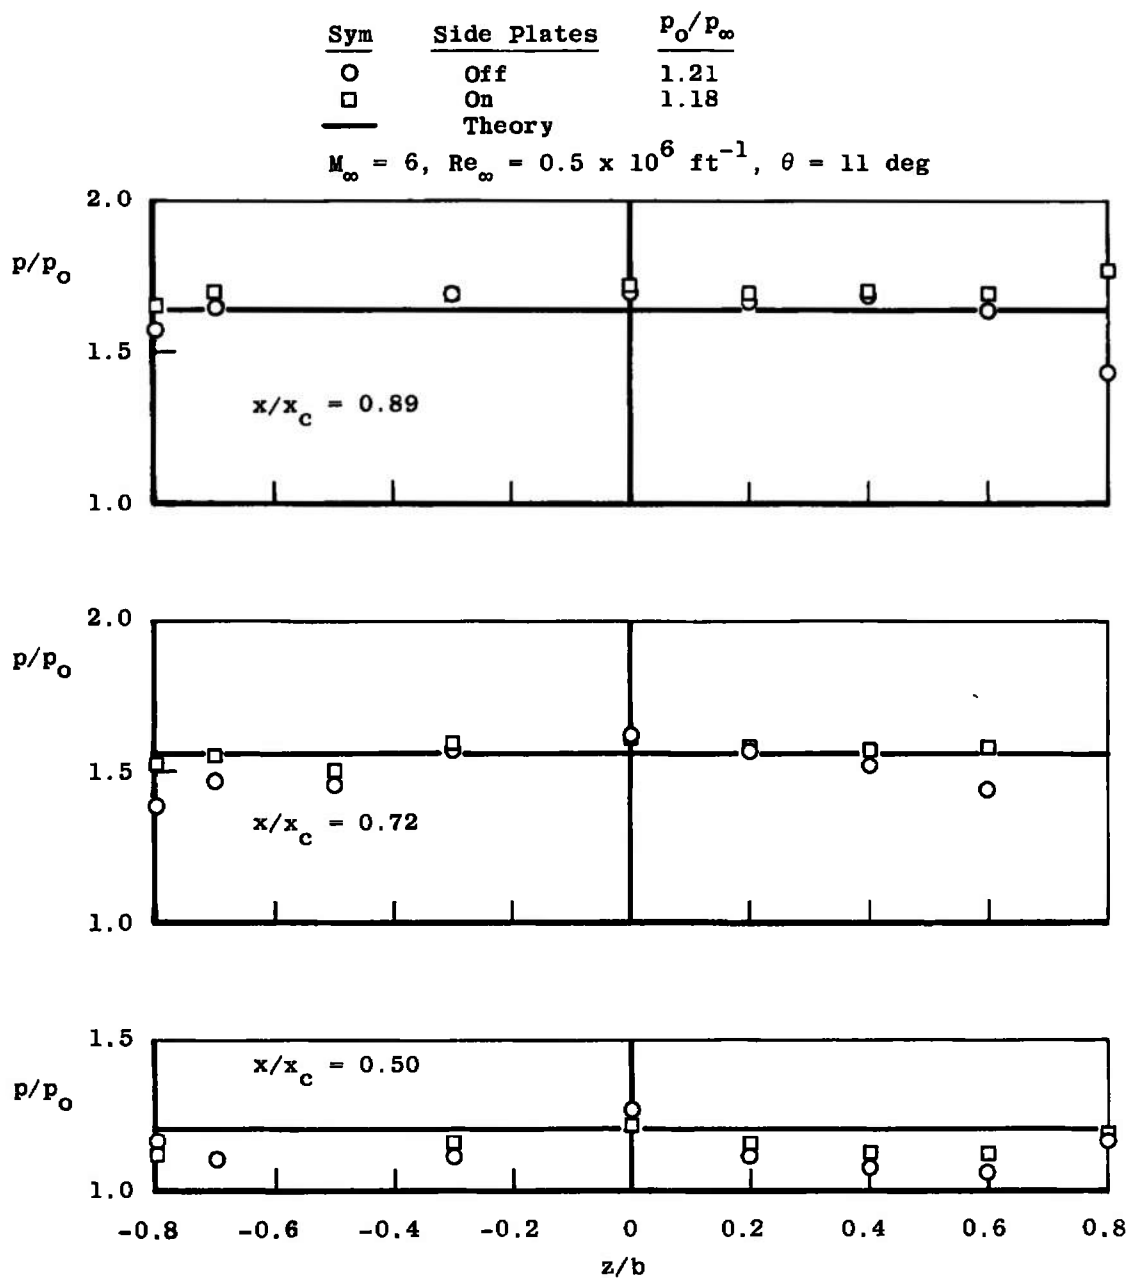 Sym Side Plates p_o/p_∞
Off 1.21
On 1.18
Theory
M_∞ = 6, Re_∞ = 0.5 x 10^6 ft^-1, θ = 11 deg
2.0
p/p_o
1.5
x/x_c = 0.89
1.0
2.0
p/p_o
1.5
x/x_c = 0.72
1.0
1.5
x/x_c = 0.50
p/p_o
1.0
-0.8 -0.6 -0.4 -0.2 0 0.2 0.4 0.6 0.8
z/b